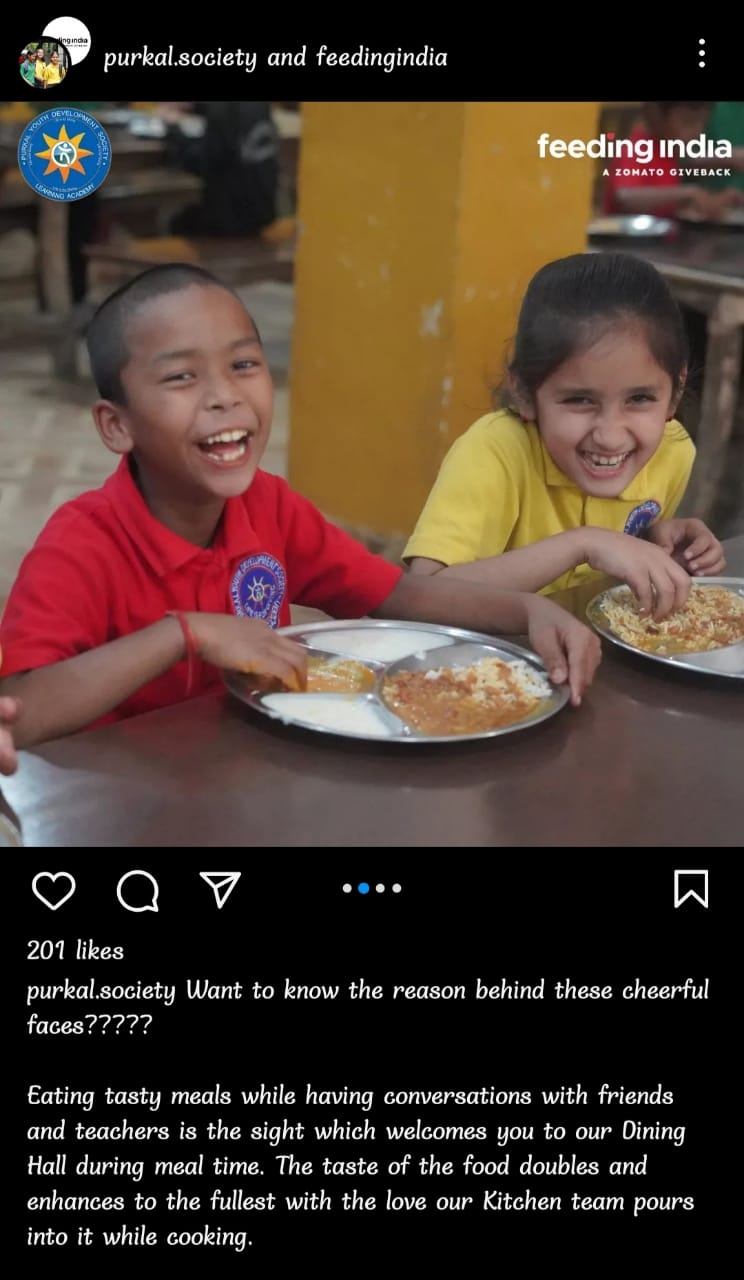 purkal.society and feedingindia
PURKAL YOUTH DEVELOPMENT SOCIETY
LEARNING ACADEMY
feeding india
A ZOMATO GIVEBACK
201 likes
purkal.society Want to know the reason behind these cheerful
faces?????
Eating tasty meals while having conversations with friends
and teachers is the sight which welcomes you to our Dining
Hall during meal time. The taste of the food doubles and
enhances to the fullest with the love our Kitchen team pours
into it while cooking.